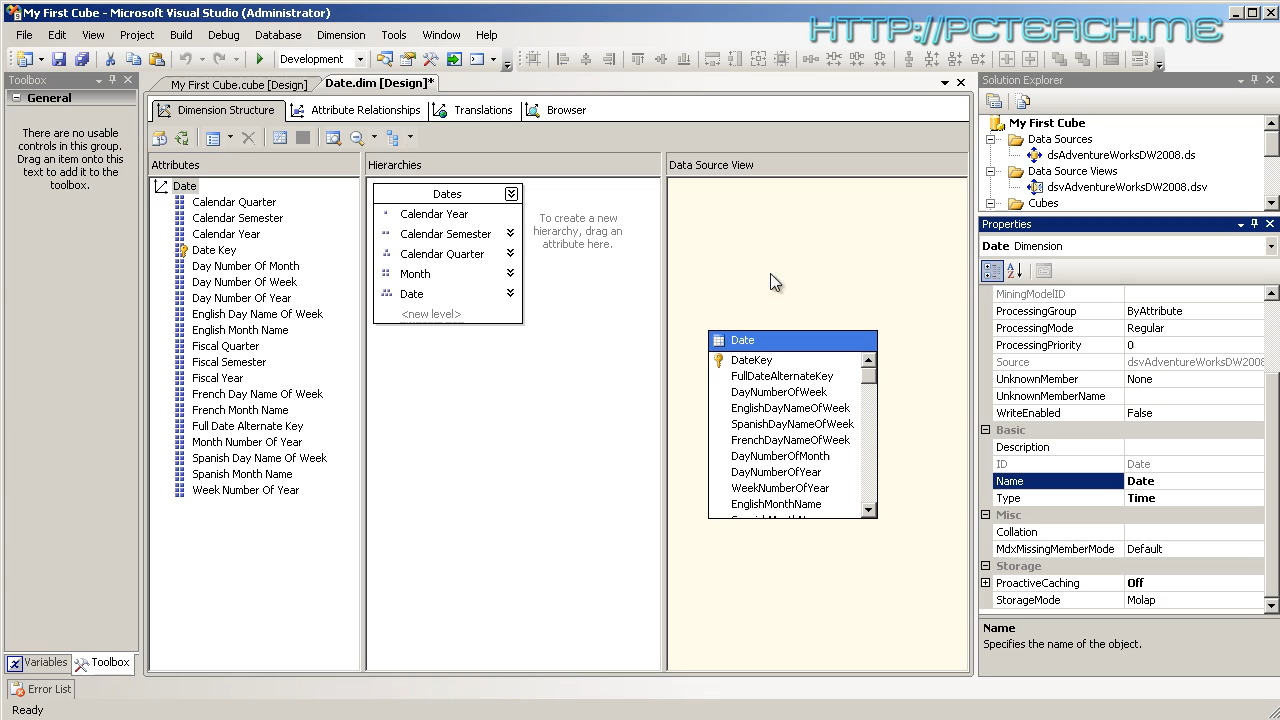 My First Cube - Microsoft Visual Studio (Administrator)
HTTP://PCTEACH.ME
File Edit View Project Build Debug Database Dimension Tools Window Help
Development
Toolbox
General
There are no usable
controls in this group.
Drag an item onto this
text to add it to the
toolbox.
Variables Toolbox
Error List
Ready
My First Cube.cube [Design] Date.dim [Design]*
Dimension Structure Attribute Relationships Translations Browser
Attributes
Date
Calendar Quarter
Calendar Semester
Calendar Year
Date Key
Day Number Of Month
Day Number Of Week
Day Number Of Year
English Day Name Of Week
English Month Name
Fiscal Quarter
Fiscal Semester
Fiscal Year
French Day Name Of Week
French Month Name
Full Date Alternate Key
Month Number Of Year
Spanish Day Name Of Week
Spanish Month Name
Week Number Of Year
Hierarchies
Dates
Calendar Year
Calendar Semester
Calendar Quarter
Month
Date
<new level>
To create a new
hierarchy, drag an
attribute here.
Data Source View
Date
DateKey
FullDateAlternateKey
DayNumberOfWeek
EnglishDayNameOfWeek
SpanishDayNameOfWeek
FrenchDayNameOfWeek
DayNumberOfMonth
DayNumberOfYear
WeekNumberOfYear
EnglishMonthName
Solution Explorer
My First Cube
Data Sources
dsAdventureWorksDW2008.ds
Data Source Views
dsvAdventureWorksDW2008.dsv
Cubes
Properties
Date Dimension
MiningModelID
ProcessingGroup ByAttribute
ProcessingMode Regular
ProcessingPriority 0
Source dsvAdventureWorksDW2008
UnknownMember None
UnknownMemberName
WriteEnabled False
Basic
Description
ID Date
Name Date
Type Time
Misc
Collation
MdxMissingMemberMode Default
Storage
ProactiveCaching Off
StorageMode Molap
Name
Specifies the name of the object.